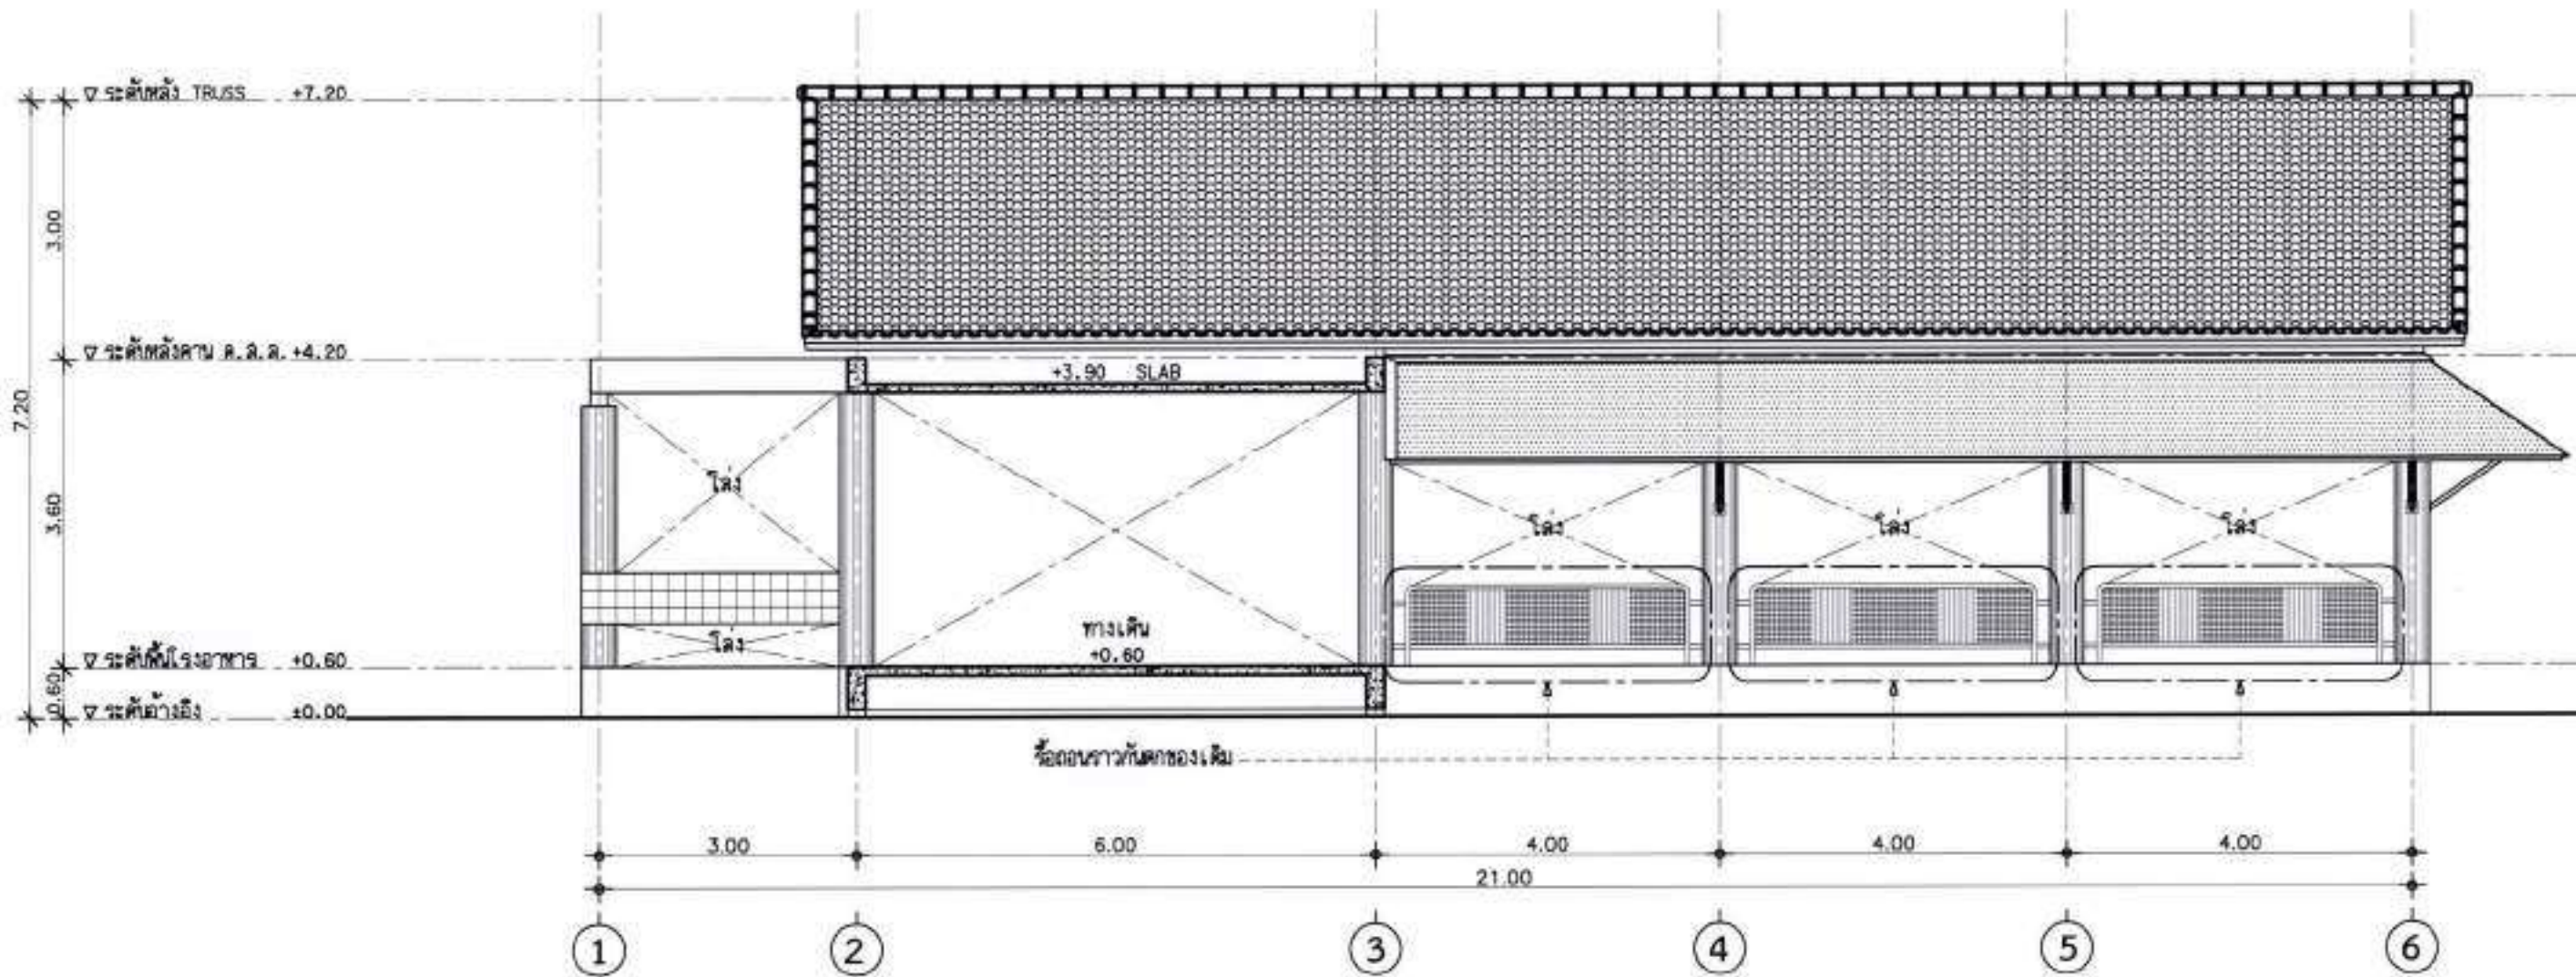 ▽ ระดับหลัง TRUSS +7.20
3.00
▽ ระดับหลังคาน ค.ส.ล. +4.20
+3.90 SLAB
7.20
3.60
โล่ง
โล่ง โล่ง โล่ง
ทางเดิน
+0.60
โล่ง
▽ ระดับพื้นโรงอาหาร +0.60
0.60
▽ ระดับอ้างอิง ±0.00
รื้อถอนราวกันตกของเดิม
3.00 6.00 4.00 4.00 4.00
21.00
1 2 3 4 5 6